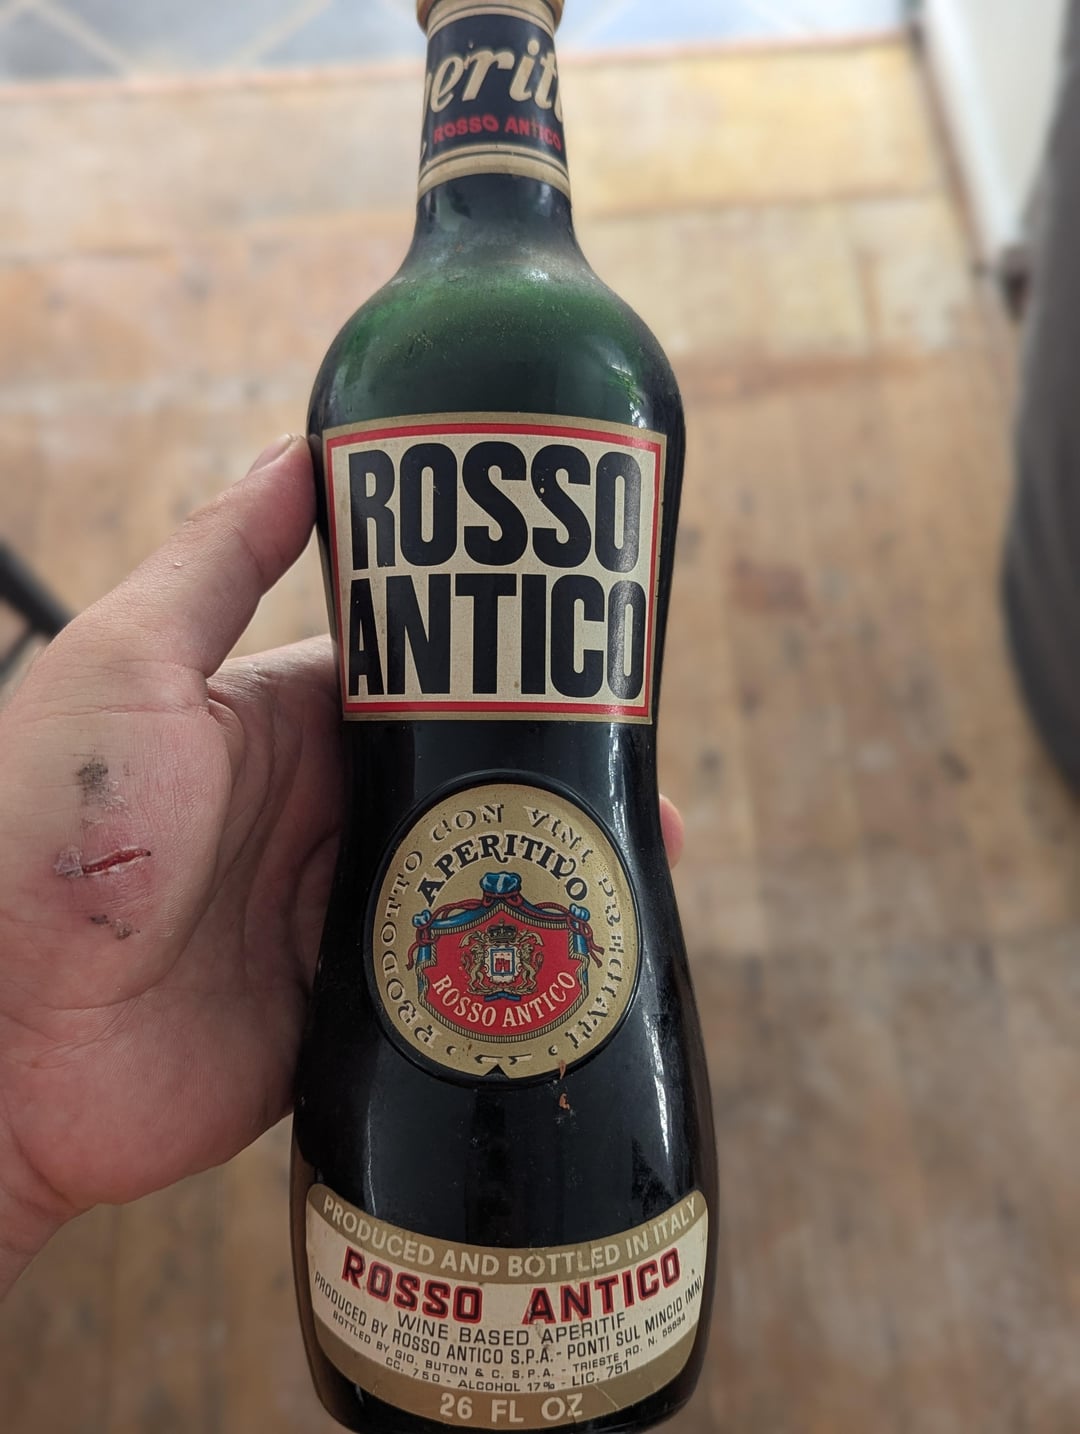 ROSSO ANTICO
ROSSO
ANTICO
PRODOTTO CON VINI PREGIATI
APERITIVO
ROSSO ANTICO
PRODUCED AND BOTTLED IN ITALY
ROSSO ANTICO
WINE BASED APERITIF
PRODUCED BY ROSSO ANTICO S.P.A. - PONTI SUL MINCIO (MN)
BOTTLED BY GIO. BUTON & C. S.P.A. - TRIESTE RD. N. 55634
CC. 750 - ALCOHOL 17% - LIC. 751
26 FL OZ